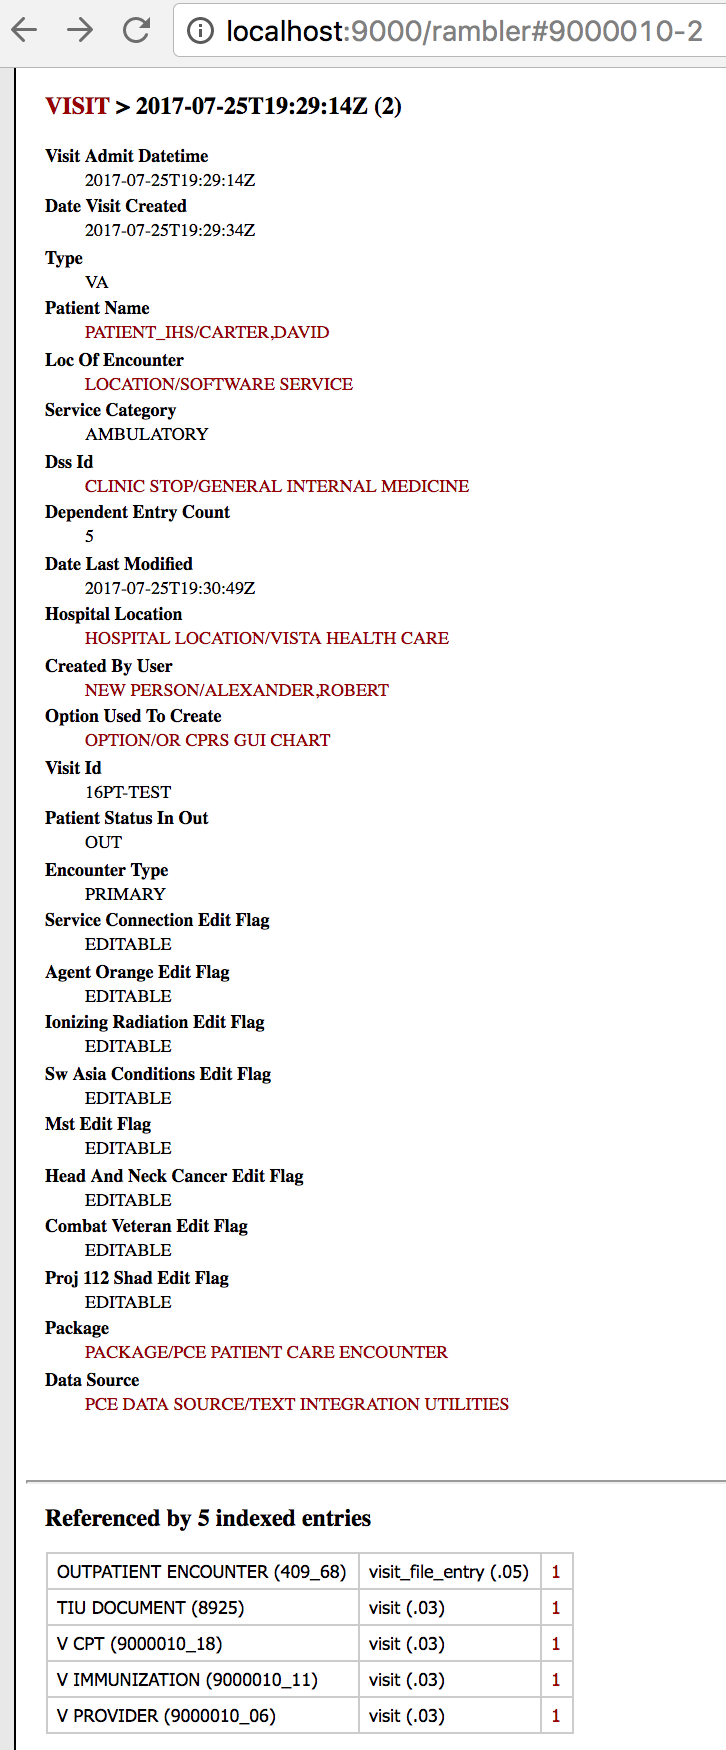 localhost:9000/rambler#9000010-2
VISIT > 2017-07-25T19:29:14Z (2)
Visit Admit Datetime
2017-07-25T19:29:14Z
Date Visit Created
2017-07-25T19:29:34Z
Type
VA
Patient Name
PATIENT_IHS/CARTER,DAVID
Loc Of Encounter
LOCATION/SOFTWARE SERVICE
Service Category
AMBULATORY
Dss Id
CLINIC STOP/GENERAL INTERNAL MEDICINE
Dependent Entry Count
5
Date Last Modified
2017-07-25T19:30:49Z
Hospital Location
HOSPITAL LOCATION/VISTA HEALTH CARE
Created By User
NEW PERSON/ALEXANDER,ROBERT
Option Used To Create
OPTION/OR CPRS GUI CHART
Visit Id
16PT-TEST
Patient Status In Out
OUT
Encounter Type
PRIMARY
Service Connection Edit Flag
EDITABLE
Agent Orange Edit Flag
EDITABLE
Ionizing Radiation Edit Flag
EDITABLE
Sw Asia Conditions Edit Flag
EDITABLE
Mst Edit Flag
EDITABLE
Head And Neck Cancer Edit Flag
EDITABLE
Combat Veteran Edit Flag
EDITABLE
Proj 112 Shad Edit Flag
EDITABLE
Package
PACKAGE/PCE PATIENT CARE ENCOUNTER
Data Source
PCE DATA SOURCE/TEXT INTEGRATION UTILITIES
Referenced by 5 indexed entries
OUTPATIENT ENCOUNTER (409_68) visit_file_entry (.05) 1
TIU DOCUMENT (8925) visit (.03) 1
V CPT (9000010_18) visit (.03) 1
V IMMUNIZATION (9000010_11) visit (.03) 1
V PROVIDER (9000010_06) visit (.03) 1